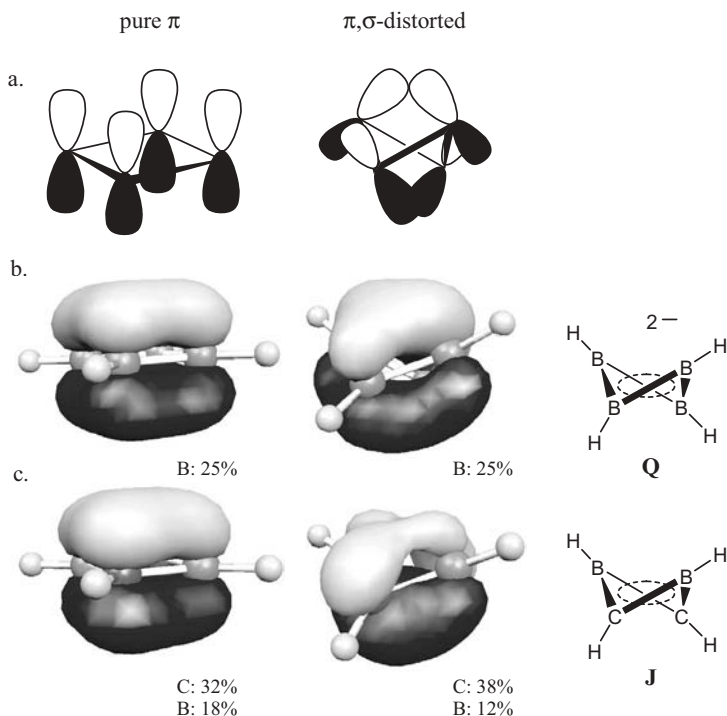 pure π
π,σ-distorted
a.
b.
B: 25%
B: 25%
2−
H
B
B
H
B
B
H
H
Q
c.
C: 32%
B: 18%
C: 38%
B: 12%
H
B
B
H
C
C
H
H
J